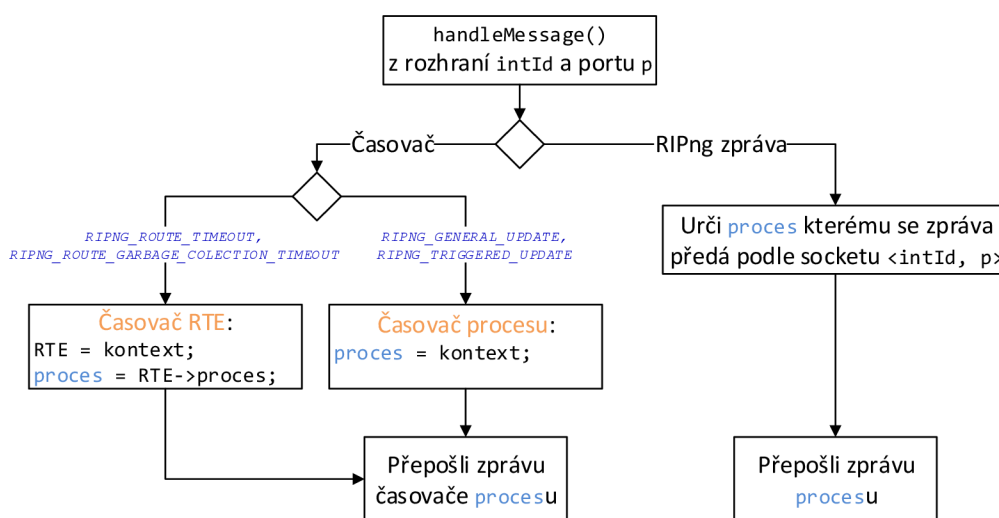 handleMessage()
z rozhraní intId a portu p
Časovač
RIPng zpráva
RIPNG_ROUTE_TIMEOUT,
RIPNG_ROUTE_GARBAGE_COLECTION_TIMEOUT
RIPNG_GENERAL_UPDATE,
RIPNG_TRIGGERED_UPDATE
Urči proces kterému se zpráva
předá podle socketu <intId, p>
Časovač RTE:
RTE = kontext;
proces = RTE->proces;
Časovač procesu:
proces = kontext;
Přepošli zprávu
časovače procesu
Přepošli zprávu
procesu